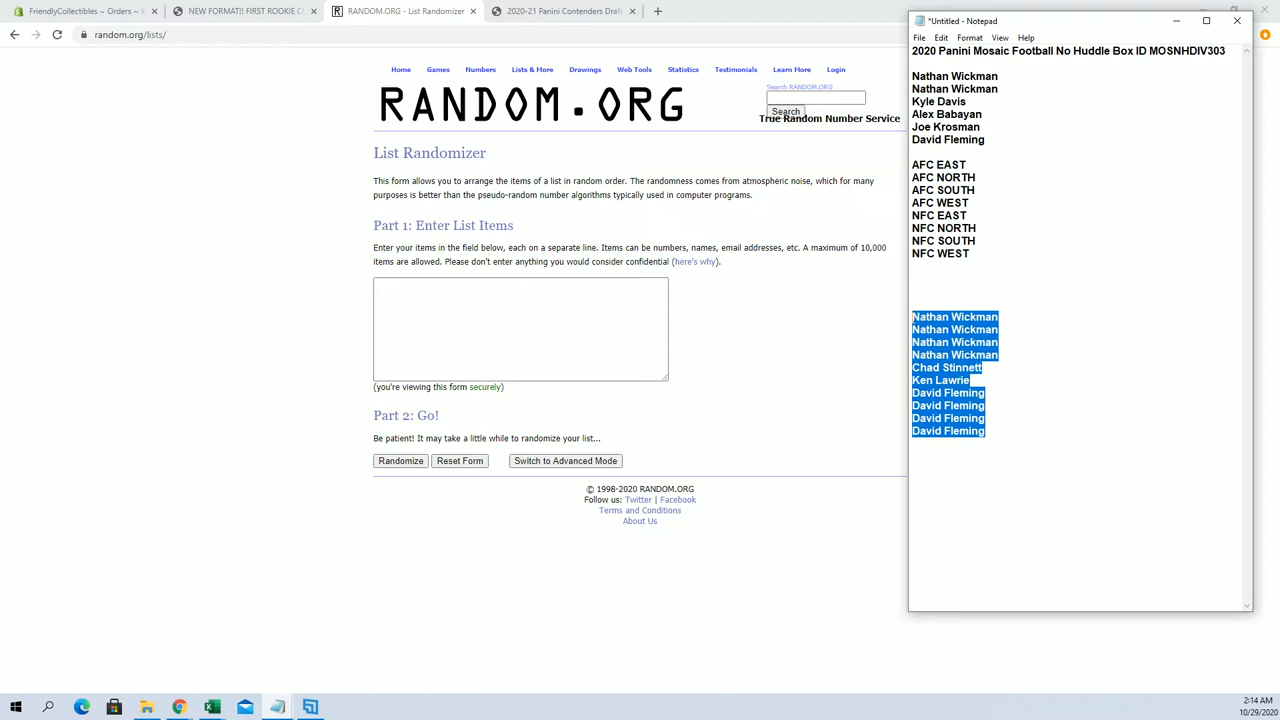 FriendlyCollectibles ~ Orders ~
NEW FORMAT!! FIRST ROOKIE C
RANDOM.ORG - List Randomizer
2020-21 Panini Contenders Draft
random.org/lists/
Home Games Numbers Lists & More Drawings Web Tools Statistics Testimonials Learn More Login
RANDOM.ORG
Search RANDOM.ORG
Search
True Random Number Service
List Randomizer
This form allows you to arrange the items of a list in random order. The randomness comes from atmospheric noise, which for many
purposes is better than the pseudo-random number algorithms typically used in computer programs.
Part 1: Enter List Items
Enter your items in the field below, each on a separate line. Items can be numbers, names, email addresses, etc. A maximum of 10,000
items are allowed. Please don't enter anything you would consider confidential (here's why).
(you're viewing this form securely)
Part 2: Go!
Be patient! It may take a little while to randomize your list...
Randomize Reset Form Switch to Advanced Mode
© 1998-2020 RANDOM.ORG
Follow us: Twitter | Facebook
Terms and Conditions
About Us
*Untitled - Notepad
File Edit Format View Help
2020 Panini Mosaic Football No Huddle Box ID MOSNHDIV303
Nathan Wickman
Nathan Wickman
Kyle Davis
Alex Babayan
Joe Krosman
David Fleming
AFC EAST
AFC NORTH
AFC SOUTH
AFC WEST
NFC EAST
NFC NORTH
NFC SOUTH
NFC WEST
Nathan Wickman
Nathan Wickman
Nathan Wickman
Nathan Wickman
Chad Stinnett
Ken Lawrie
David Fleming
David Fleming
David Fleming
David Fleming
2:14 AM
10/29/2020